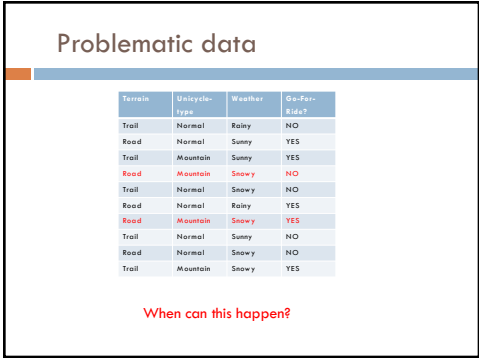 Problematic data
Terrain Unicycle- Weather Go-For-
type Ride?
Trail Normal Rainy NO
Road Normal Sunny YES
Trail Mountain Sunny YES
Road Mountain Snowy NO
Trail Normal Snowy NO
Road Normal Rainy YES
Road Mountain Snowy YES
Trail Normal Sunny NO
Road Normal Snowy NO
Trail Mountain Snowy YES
When can this happen?